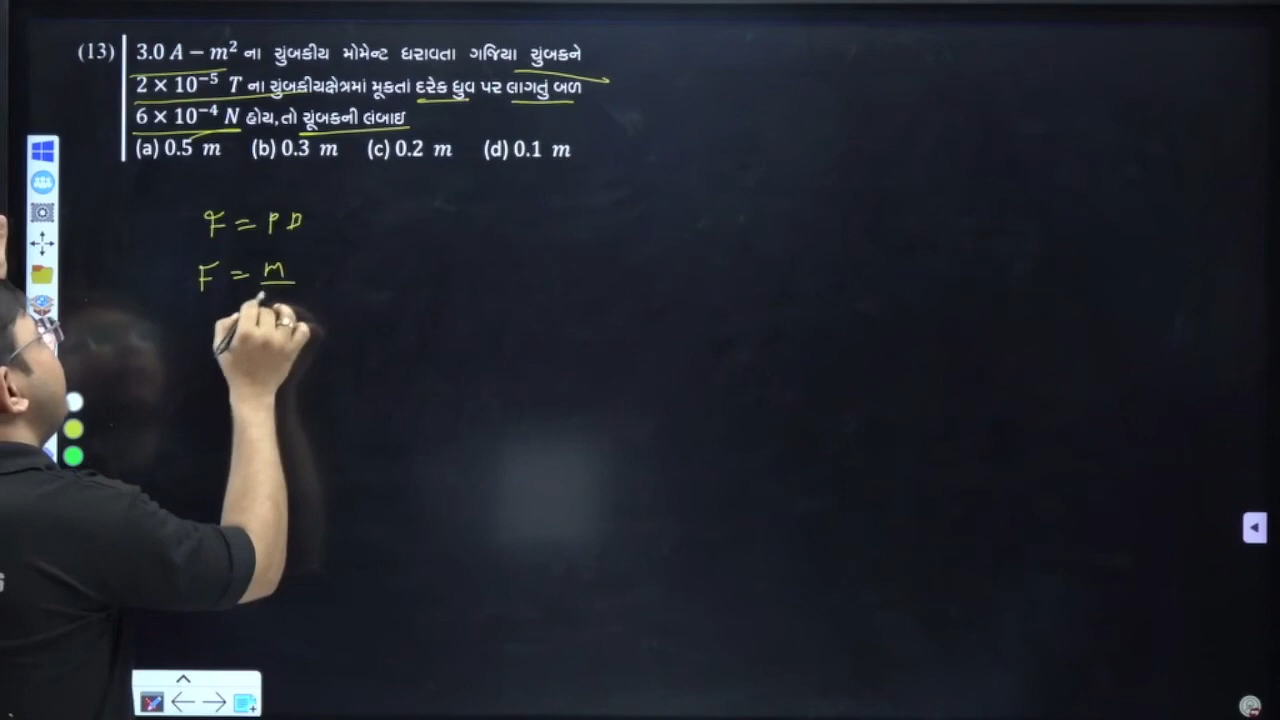 (13) 3.0 A − m² ના ચુંબકીય મોમેન્ટ ધરાવતા ગજિયા ચુંબકને
2 × 10⁻⁵ T ના ચુંબકીયક્ષેત્રમાં મૂકતાં દરેક ધ્રુવ પર લાગતું બળ
6 × 10⁻⁴ N હોય, તો ચૂંબકની લંબાઇ
(a) 0.5 m (b) 0.3 m (c) 0.2 m (d) 0.1 m
F = P B
F = m